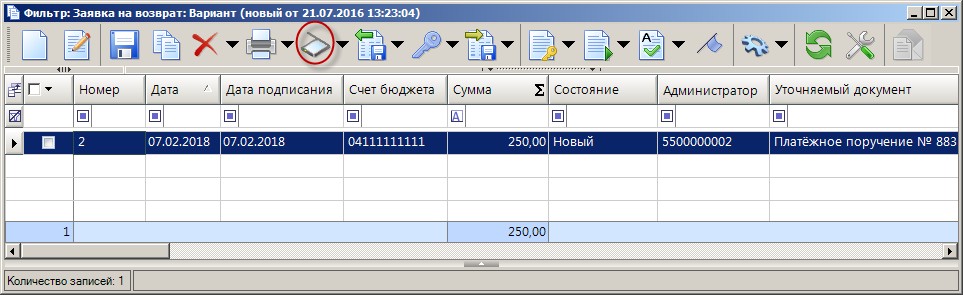 Фильтр: Заявка на возврат: Вариант (новый от 21.07.2016 13:23:04)
Номер Дата Дата подписания Счет бюджета Сумма Σ Состояние Администратор Уточняемый документ
2 07.02.2018 07.02.2018 04111111111 250,00 Новый 5500000002 Платёжное поручение № 883
1 250,00
Количество записей: 1